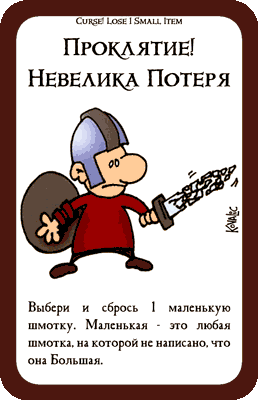 Curse! Lose 1 Small Item
Проклятие!
Невелика Потеря
Kovalic
Выбери и сбрось 1 маленькую
шмотку. Маленькая - это любая
шмотка, на которой не написано, что
она Большая.